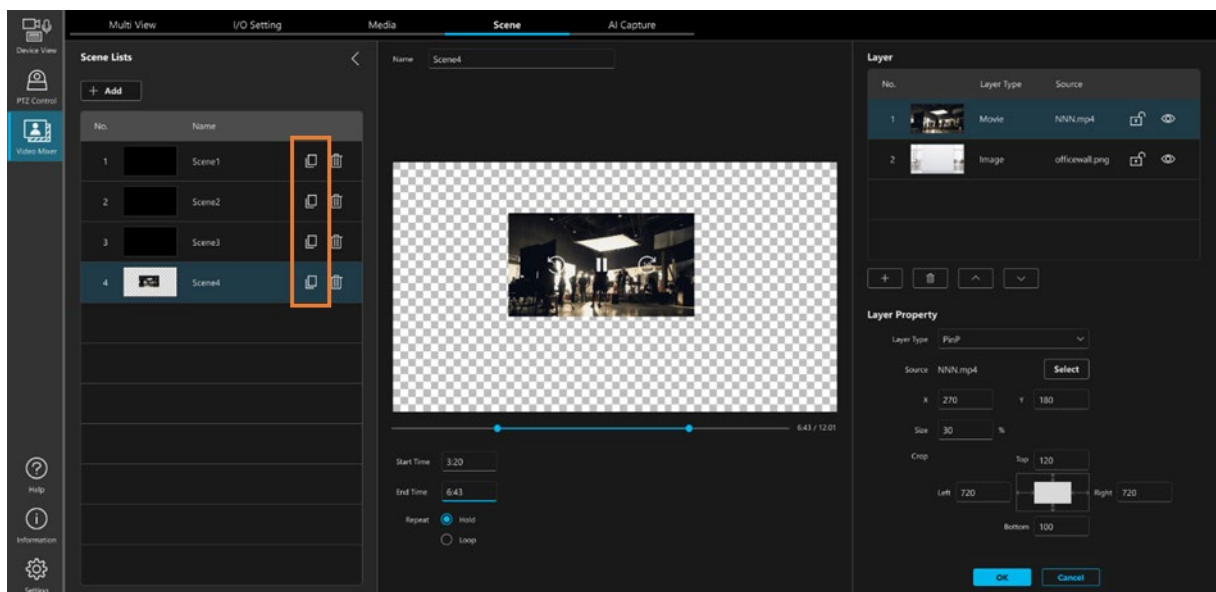 Multi View I/O Setting Media Scene AI Capture
Device View
PTZ Control
Video Mixer
Help
Information
Setting
Scene Lists
+ Add
No. Name
1 Scene1
2 Scene2
3 Scene3
4 Scene4
Name Scene4
6:43 / 12:01
Start Time 3:20
End Time 6:43
Repeat Hold
Loop
Layer
No. Layer Type Source
1 Movie NNN.mp4
2 Image officewall.png
Layer Property
Layer Type PinP
Source NNN.mp4 Select
X 270 Y 180
Size 30 %
Crop Top 120
Left 720 Right 720
Bottom 100
OK Cancel